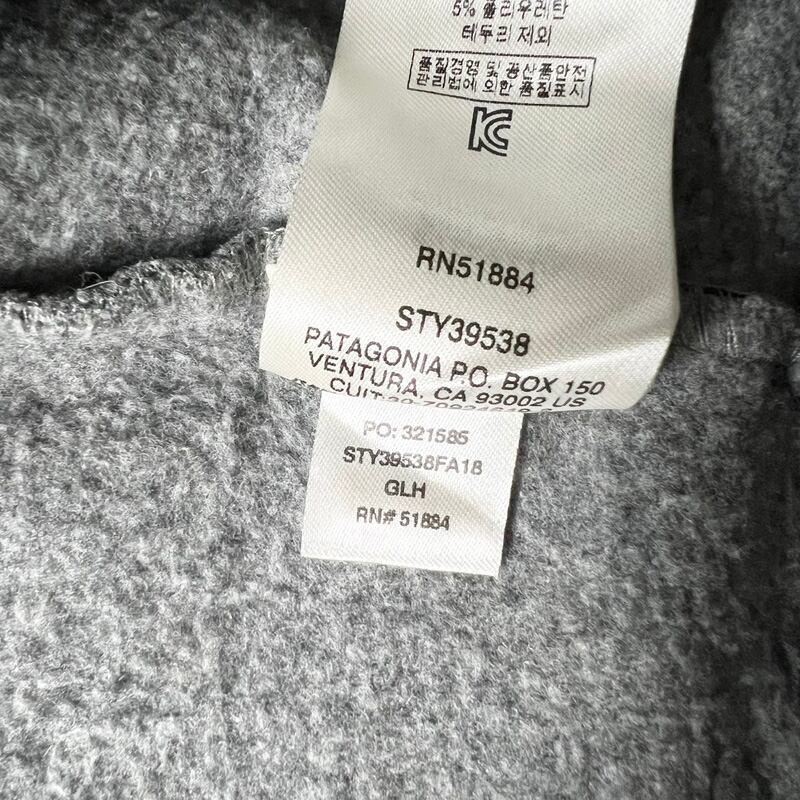 5% 폴리우레탄
테두리 제외
품질경영 및 공산품안전
관리법에 의한 품질표시
RN51884
STY39538
PATAGONIA P.O. BOX 150
VENTURA, CA 93002 US
PO: 321585
STY39538FA18
GLH
RN# 51884